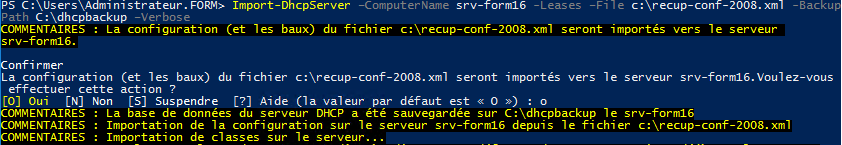 PS C:\Users\Administrateur.FORM> Import-DhcpServer -ComputerName srv-form16 -Leases -File c:\recup-conf-2008.xml -Backup
Path C:\dhcpbackup -Verbose
COMMENTAIRES : La configuration (et les baux) du fichier c:\recup-conf-2008.xml seront importés vers le serveur
srv-form16.
Confirmer
La configuration (et les baux) du fichier c:\recup-conf-2008.xml seront importés vers le serveur srv-form16.Voulez-vous
effectuer cette action ?
[O] Oui [N] Non [S] Suspendre [?] Aide (la valeur par défaut est « O ») : o
COMMENTAIRES : La base de données du serveur DHCP a été sauvegardée sur C:\dhcpbackup le srv-form16
COMMENTAIRES : Importation de la configuration sur le serveur srv-form16 depuis le fichier c:\recup-conf-2008.xml
COMMENTAIRES : Importation de classes sur le serveur...